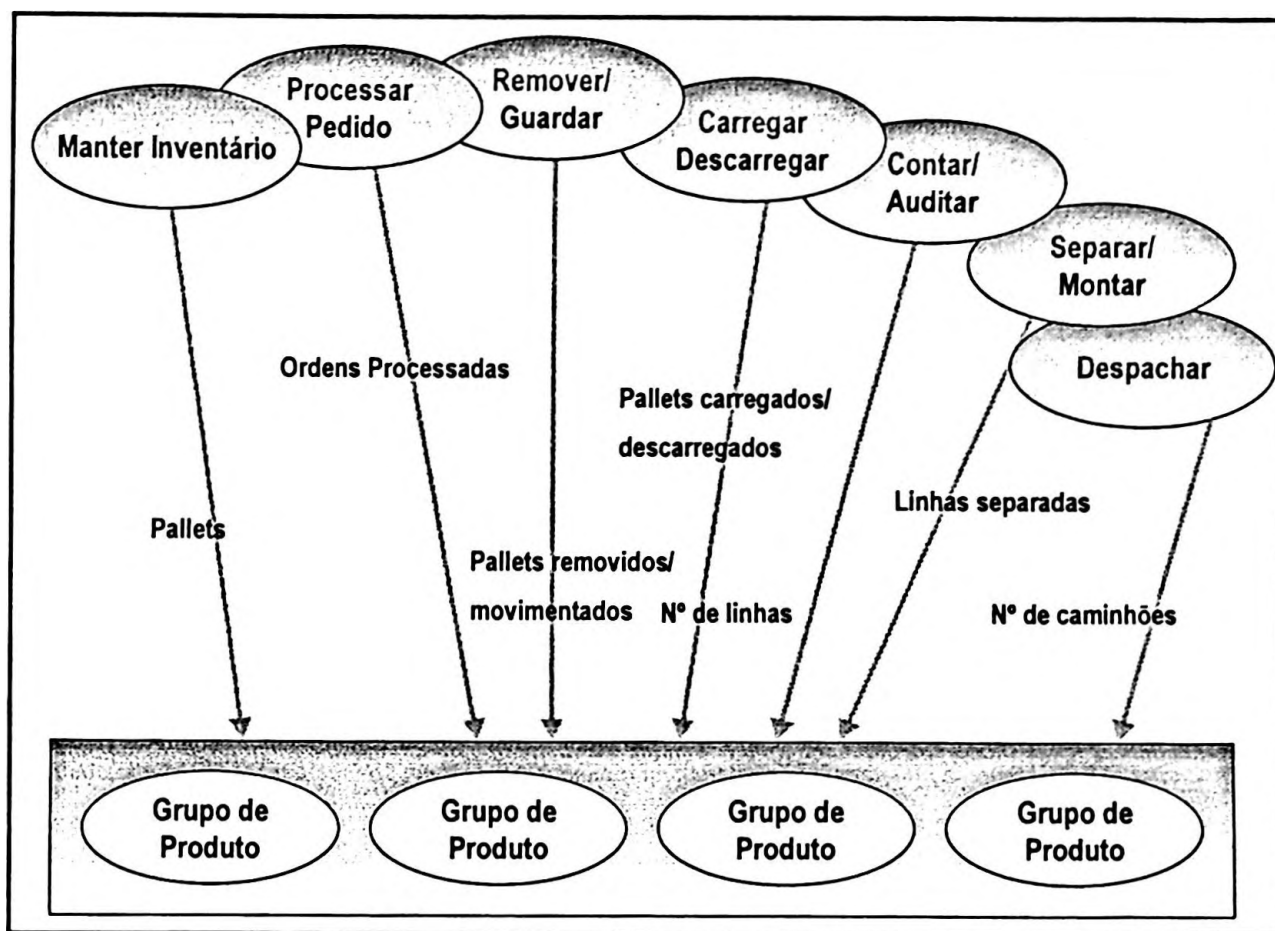 Manter Inventário
Processar
Pedido
Remover/
Guardar
Carregar
Descarregar
Contar/
Auditar
Separar/
Montar
Despachar
Ordens Processadas
Pallets carregados/
descarregados
Linhas separadas
Pallets
Pallets removidos/
movimentados
Nº de linhas
Nº de caminhões
Grupo de
Produto
Grupo de
Produto
Grupo de
Produto
Grupo de
Produto